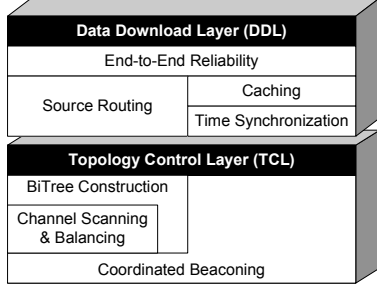 Data Download Layer (DDL)
End-to-End Reliability
Source Routing
Caching
Time Synchronization
Topology Control Layer (TCL)
BiTree Construction
Channel Scanning
& Balancing
Coordinated Beaconing